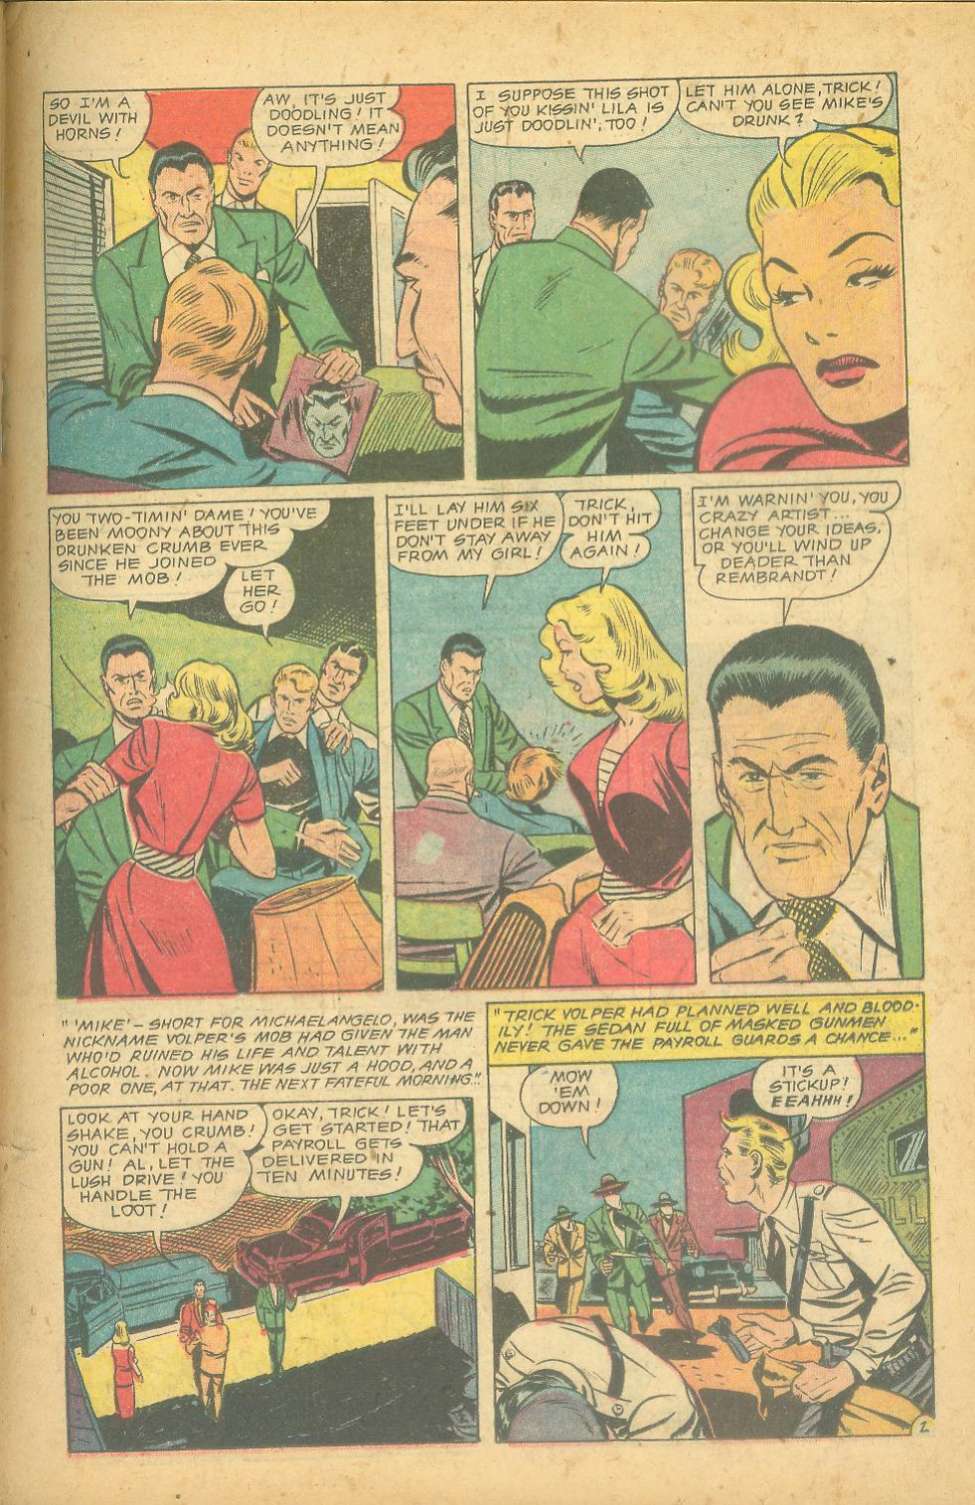 SO I'M A
DEVIL WITH
HORNS!
AW, IT'S JUST
DOODLING! IT
DOESN'T MEAN
ANYTHING!
I SUPPOSE THIS SHOT
OF YOU KISSIN' LILA IS
JUST DOODLIN', TOO!
LET HIM ALONE, TRICK!
CAN'T YOU SEE MIKE'S
DRUNK?
YOU TWO-TIMIN' DAME! YOU'VE
BEEN MOONY ABOUT THIS
DRUNKEN CRUMB EVER
SINCE HE JOINED
THE MOB!
LET
HER
GO!
I'LL LAY HIM SIX
FEET UNDER IF HE
DON'T STAY AWAY
FROM MY GIRL!
TRICK,
DON'T HIT
HIM
AGAIN!
I'M WARNIN' YOU, YOU
CRAZY ARTIST...
CHANGE YOUR IDEAS,
OR YOU'LL WIND UP
DEADER THAN
REMBRANDT!
"'MIKE'- SHORT FOR MICHAELANGELO, WAS THE
NICKNAME VOLPER'S MOB HAD GIVEN THE MAN
WHO'D RUINED HIS LIFE AND TALENT WITH
ALCOHOL. NOW MIKE WAS JUST A HOOD, AND A
POOR ONE, AT THAT. THE NEXT FATEFUL MORNING..."
LOOK AT YOUR HAND
SHAKE, YOU CRUMB!
YOU CAN'T HOLD A
GUN! AL, LET THE
LUSH DRIVE! YOU
HANDLE THE
LOOT!
OKAY, TRICK! LET'S
GET STARTED! THAT
PAYROLL GETS
DELIVERED IN
TEN MINUTES!
"TRICK VOLPER HAD PLANNED WELL AND BLOOD-
ILY! THE SEDAN FULL OF MASKED GUNMEN
NEVER GAVE THE PAYROLL GUARDS A CHANCE..."
MOW
'EM
DOWN!
IT'S A
STICKUP!
EEAHHH!
2